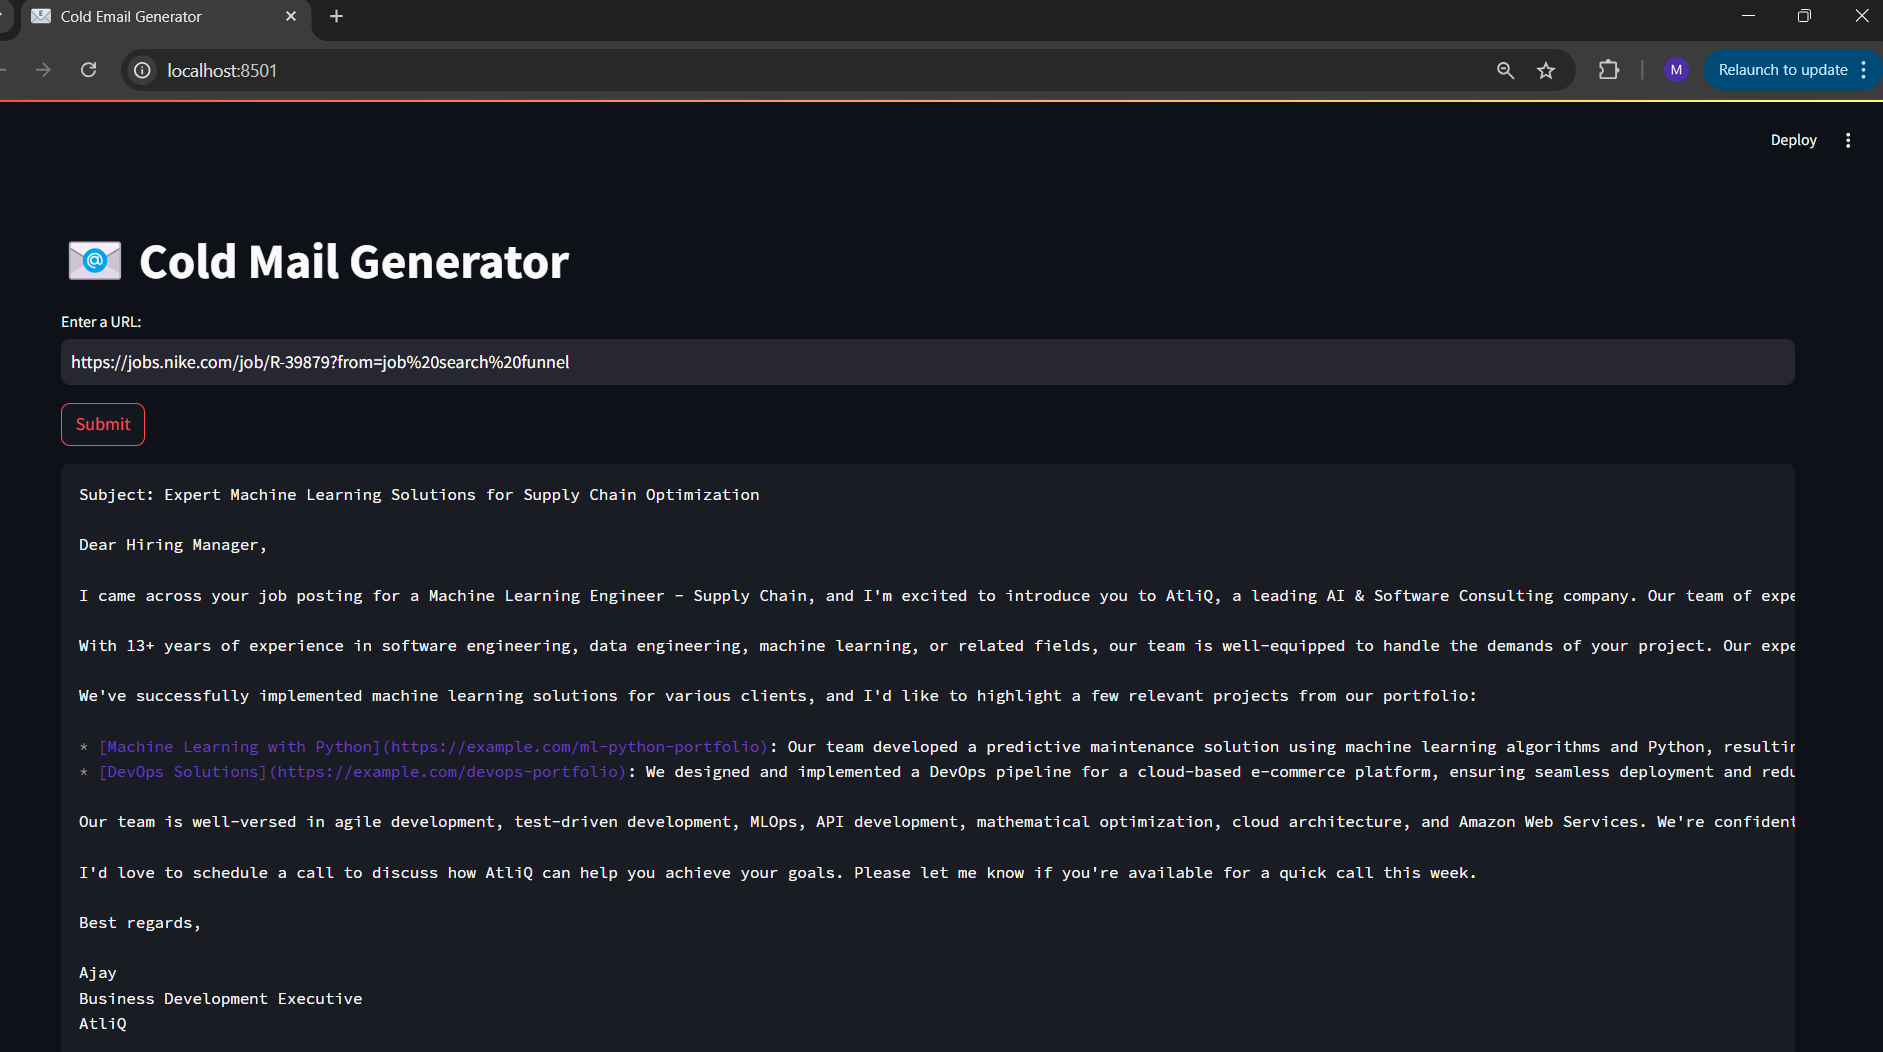 Cold Email Generator
localhost:8501
M
Relaunch to update
Deploy
Cold Mail Generator
Enter a URL:
https://jobs.nike.com/job/R-39879?from=job%20search%20funnel
Submit
Subject: Expert Machine Learning Solutions for Supply Chain Optimization
Dear Hiring Manager,
I came across your job posting for a Machine Learning Engineer - Supply Chain, and I'm excited to introduce you to AtliQ, a leading AI & Software Consulting company. Our team of expe
With 13+ years of experience in software engineering, data engineering, machine learning, or related fields, our team is well-equipped to handle the demands of your project. Our expe
We've successfully implemented machine learning solutions for various clients, and I'd like to highlight a few relevant projects from our portfolio:
* [Machine Learning with Python](https://example.com/ml-python-portfolio): Our team developed a predictive maintenance solution using machine learning algorithms and Python, resultin
* [DevOps Solutions](https://example.com/devops-portfolio): We designed and implemented a DevOps pipeline for a cloud-based e-commerce platform, ensuring seamless deployment and redu
Our team is well-versed in agile development, test-driven development, MLOps, API development, mathematical optimization, cloud architecture, and Amazon Web Services. We're confident
I'd love to schedule a call to discuss how AtliQ can help you achieve your goals. Please let me know if you're available for a quick call this week.
Best regards,
Ajay
Business Development Executive
AtliQ